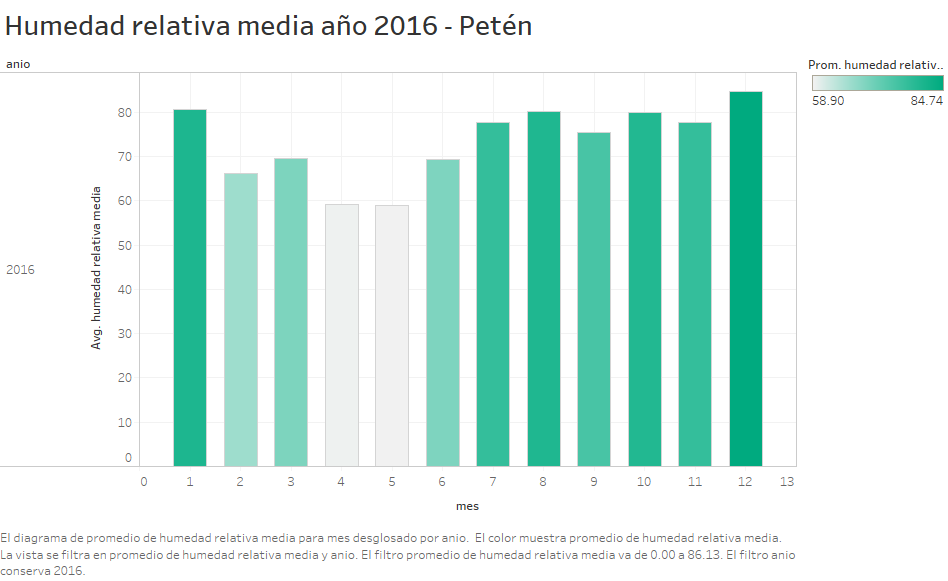 Humedad relativa media año 2016 - Petén
anio
Prom. humedad relativ..
58.90 84.74
80
70
60
50
40
30
20
10
0
Avg. humedad relativa media
2016
0 1 2 3 4 5 6 7 8 9 10 11 12 13
mes
El diagrama de promedio de humedad relativa media para mes desglosado por anio. El color muestra promedio de humedad relativa media.
La vista se filtra en promedio de humedad relativa media y anio. El filtro promedio de humedad relativa media va de 0.00 a 86.13. El filtro anio
conserva 2016.